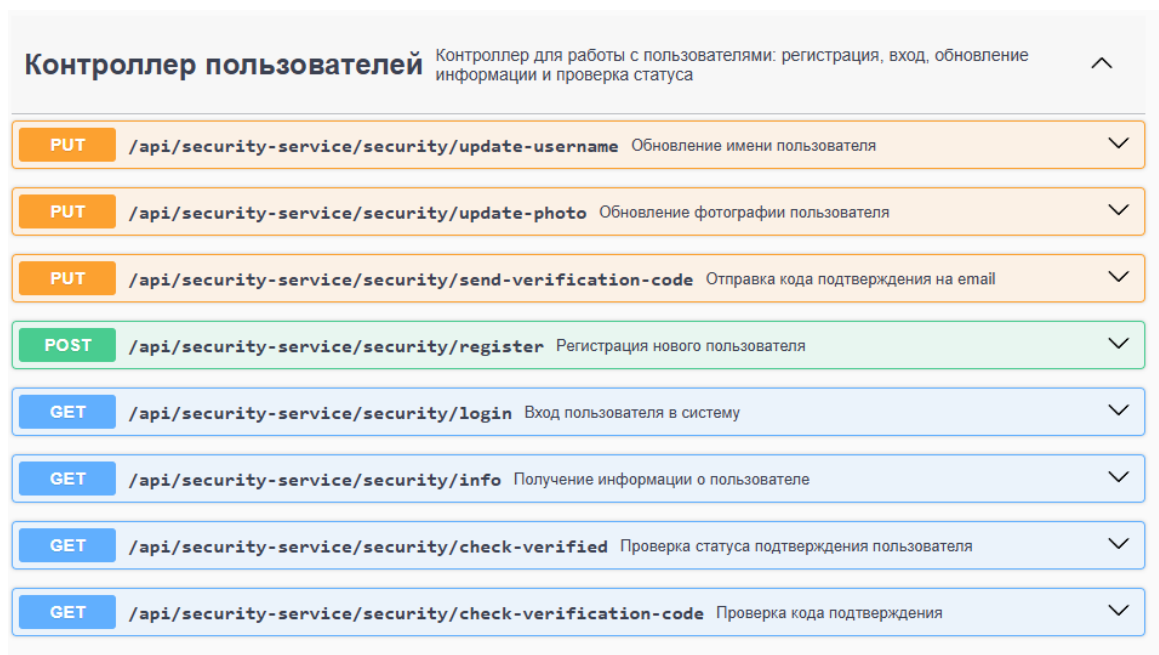 Контроллер пользователей Контроллер для работы с пользователями: регистрация, вход, обновление
информации и проверка статуса
PUT /api/security-service/security/update-username Обновление имени пользователя
PUT /api/security-service/security/update-photo Обновление фотографии пользователя
PUT /api/security-service/security/send-verification-code Отправка кода подтверждения на email
POST /api/security-service/security/register Регистрация нового пользователя
GET /api/security-service/security/login Вход пользователя в систему
GET /api/security-service/security/info Получение информации о пользователе
GET /api/security-service/security/check-verified Проверка статуса подтверждения пользователя
GET /api/security-service/security/check-verification-code Проверка кода подтверждения